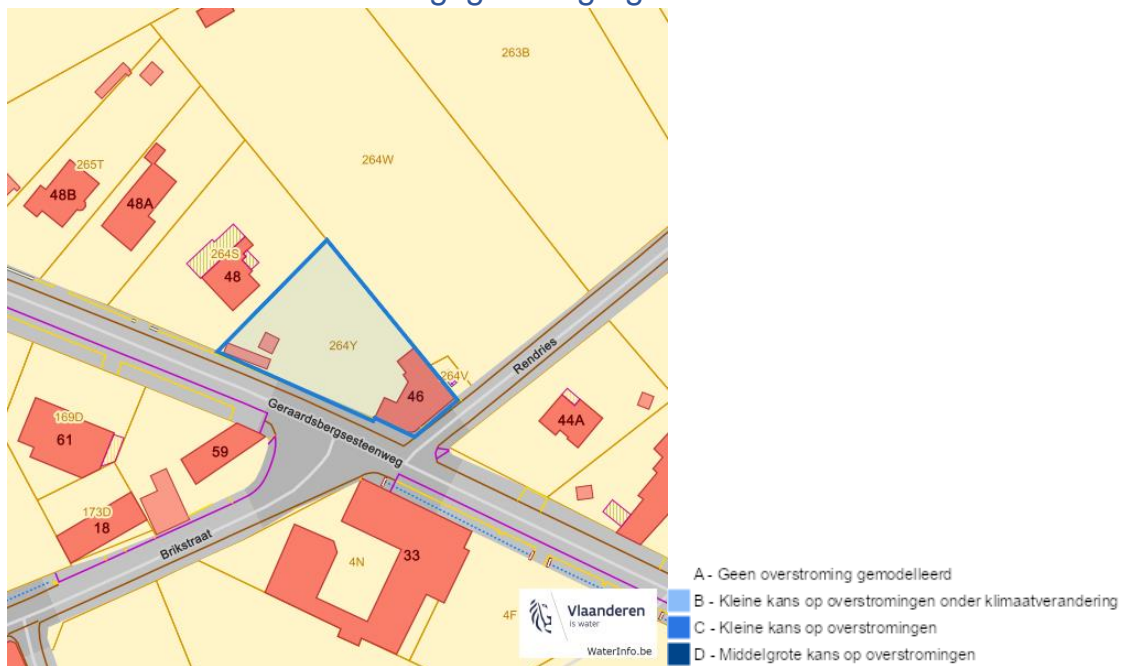 263B
264W
265T
48B
48A
264S
48
264Y
Rendries
264V
46
44A
Geraardsbergsesteenweg
169D
61
59
173D
18
Brikstraat
4N
33
4F
Vlaanderen
is water
WaterInfo.be
A - Geen overstroming gemodelleerd
B - Kleine kans op overstromingen onder klimaatverandering
C - Kleine kans op overstromingen
D - Middelgrote kans op overstromingen